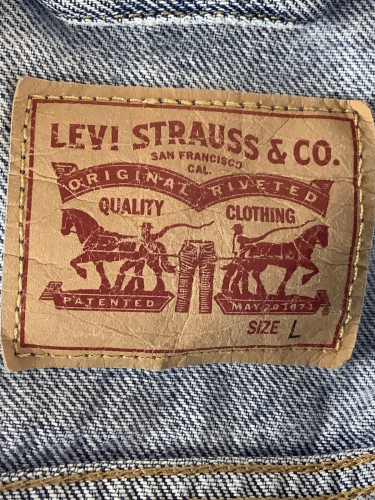 LEVI STRAUSS & CO.
SAN FRANCISCO
CAL.
ORIGINAL RIVETED
QUALITY CLOTHING
PATENTED MAY 20 1873
®
SIZE L